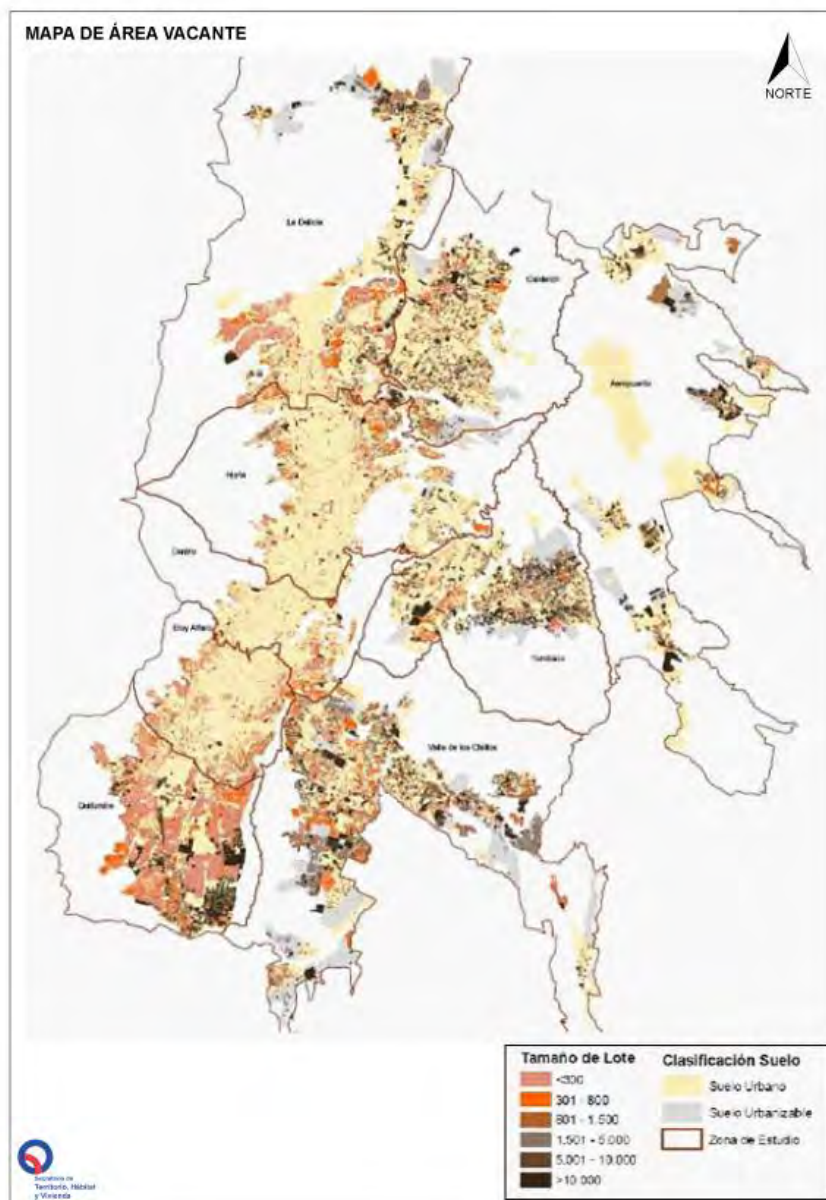 MAPA DE ÁREA VACANTE
NORTE
La Delicia
Calderón
Aeropuerto
Norte
Centro
Eloy Alfaro
Tumbaco
Valle de los Chillos
Quitumbe
Tamaño de Lote
<300
301 - 800
801 - 1.500
1.501 - 5.000
5.001 - 10.000
>10.000
Clasificación Suelo
Suelo Urbano
Suelo Urbanizable
Zona de Estudio
Secretaría de
Territorio, Hábitat
y Vivienda